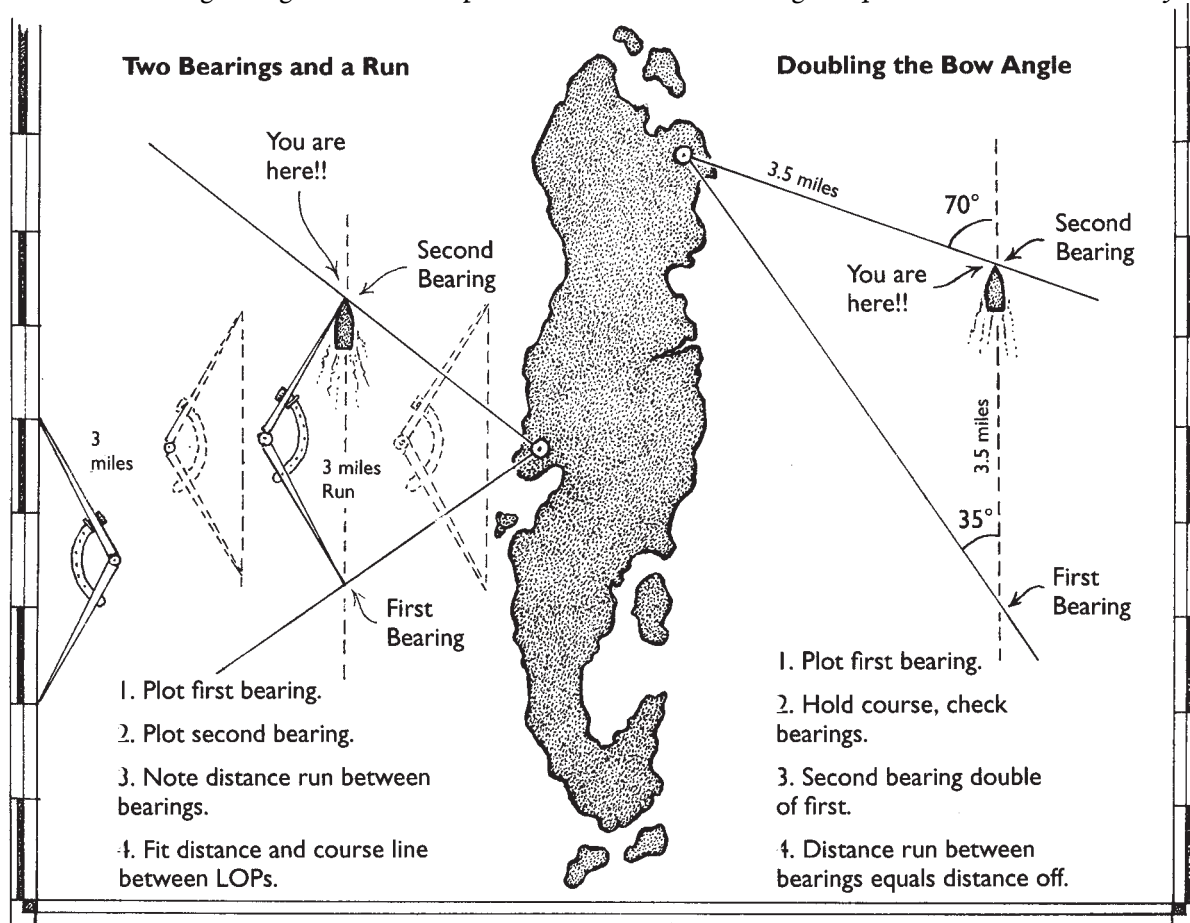 Two Bearings and a Run
You are
here!!
Second
Bearing
3
miles
3 miles
Run
First
Bearing
1. Plot first bearing.
2. Plot second bearing.
3. Note distance run between
bearings.
4. Fit distance and course line
between LOPs.
Doubling the Bow Angle
3.5 miles
70°
Second
Bearing
You are
here!!
3.5 miles
35°
First
Bearing
1. Plot first bearing.
2. Hold course, check
bearings.
3. Second bearing double
of first.
4. Distance run between
bearings equals distance off.